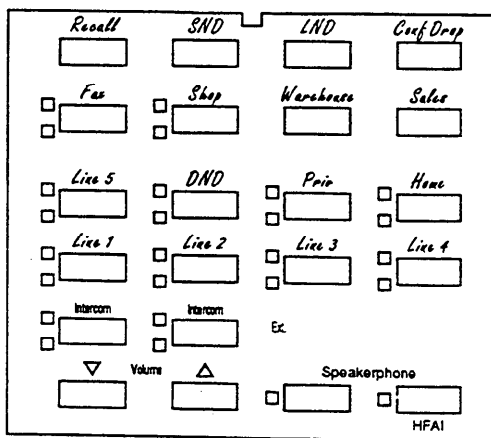 Recall SND LND Conf Drop
Fax Shop Warehouse Sales
Line 5 DND Priv Home
Line 1 Line 2 Line 3 Line 4
Intercom Intercom Ex.
Volume Speakerphone
HFAI